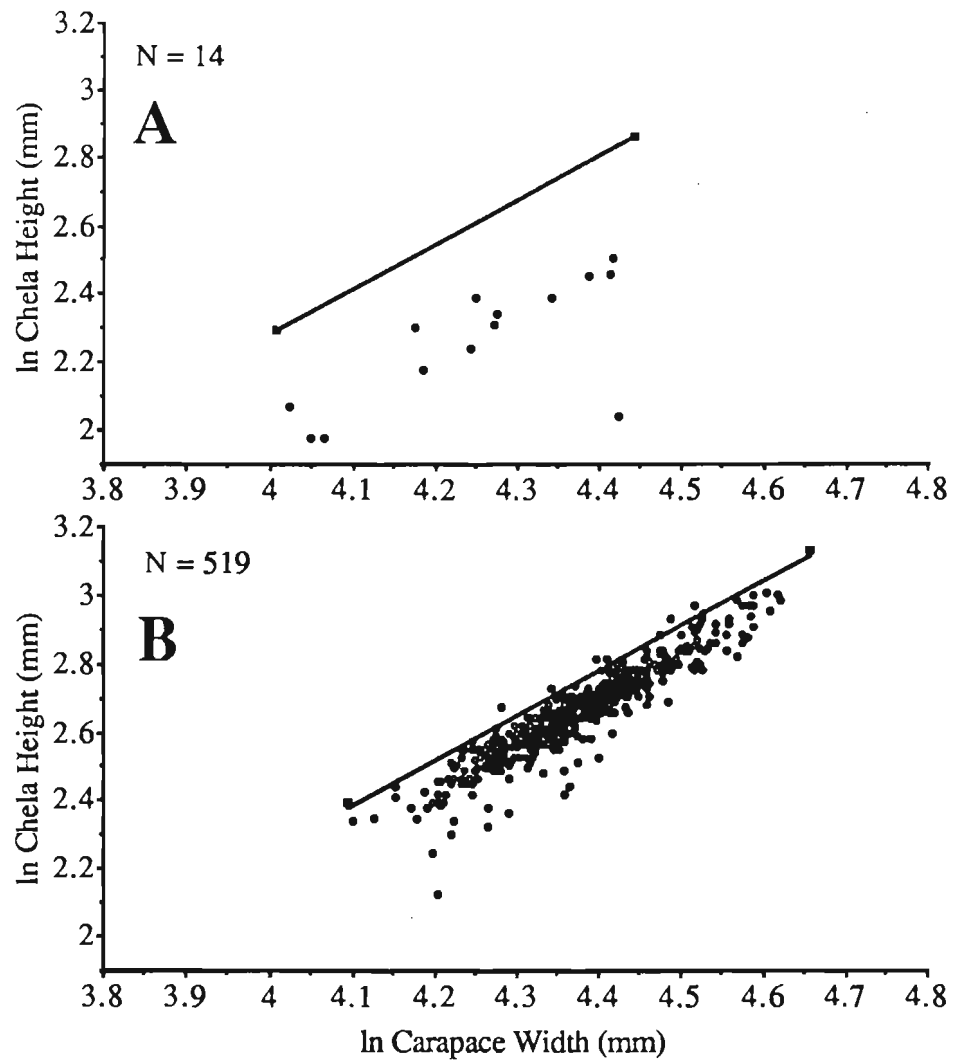 3.2
N = 14
3
A
2.8
2.6
2.4
2.2
2
ln Chela Height (mm)
3.8 3.9 4 4.1 4.2 4.3 4.4 4.5 4.6 4.7 4.8
3.2
N = 519
3
B
2.8
2.6
2.4
2.2
2
ln Chela Height (mm)
3.8 3.9 4 4.1 4.2 4.3 4.4 4.5 4.6 4.7 4.8
ln Carapace Width (mm)